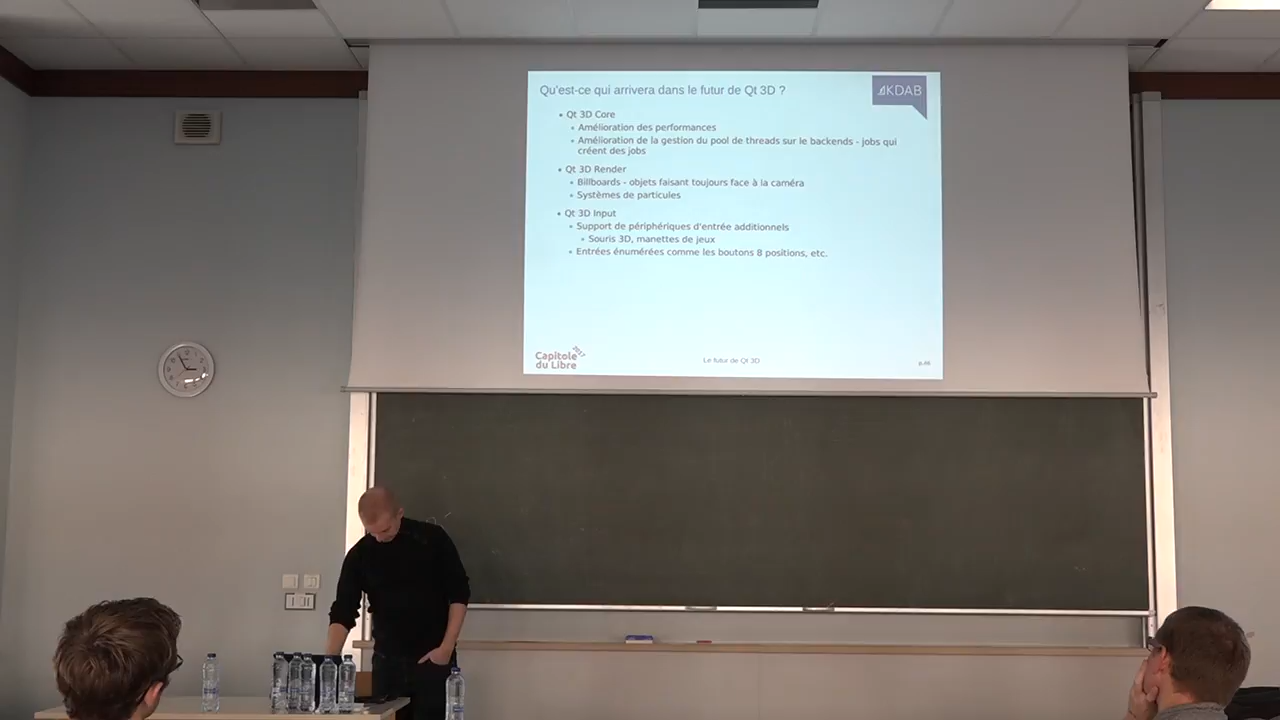 Qu'est-ce qui arrivera dans le futur de Qt 3D ?
KDAB
• Qt 3D Core
• Amélioration des performances
• Amélioration de la gestion du pool de threads sur le backends - jobs qui
créent des jobs
• Qt 3D Render
• Billboards - objets faisant toujours face à la caméra
• Systèmes de particules
• Qt 3D Input
• Support de périphériques d'entrée additionnels
• Souris 3D, manettes de jeux
• Entrées énumérées comme les boutons 8 positions, etc.
Capitole 2017
du Libre
Le futur de Qt 3D